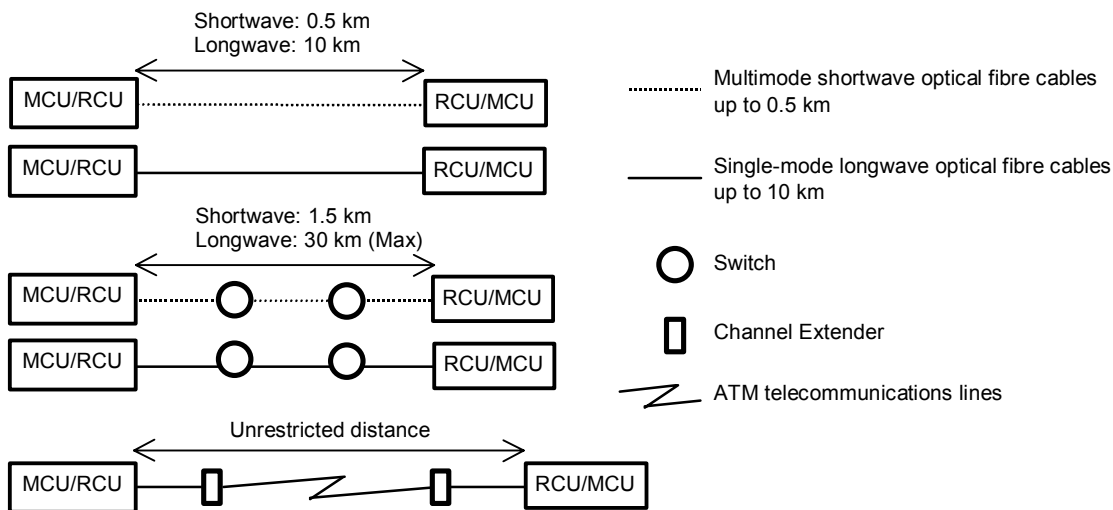 Shortwave: 0.5 km
Longwave: 10 km
MCU/RCU
RCU/MCU
MCU/RCU
RCU/MCU
Shortwave: 1.5 km
Longwave: 30 km (Max)
MCU/RCU
RCU/MCU
MCU/RCU
RCU/MCU
Unrestricted distance
MCU/RCU
RCU/MCU
Multimode shortwave optical fibre cables
up to 0.5 km
Single-mode longwave optical fibre cables
up to 10 km
Switch
Channel Extender
ATM telecommunications lines